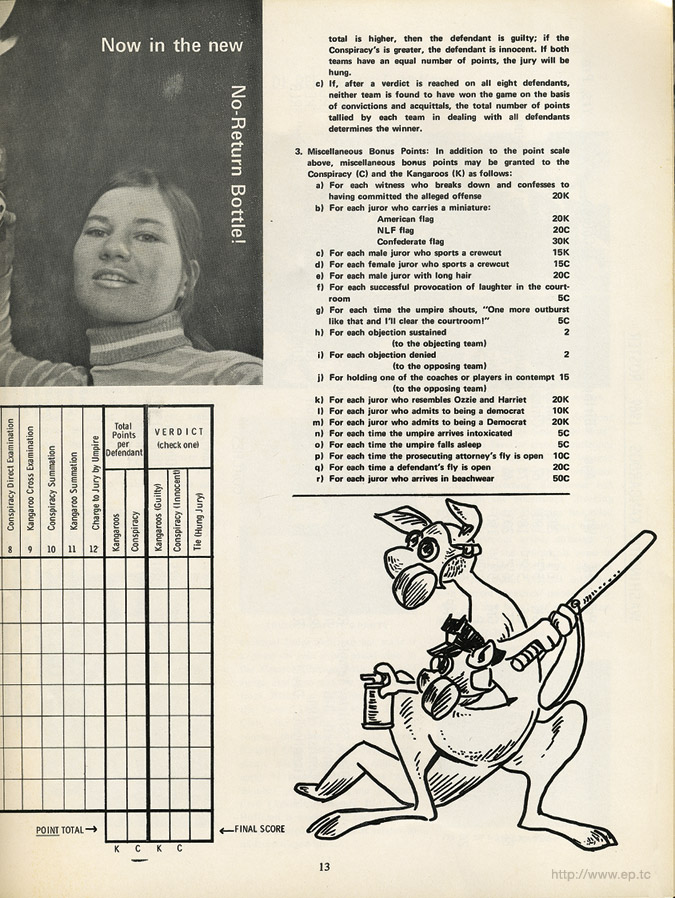 Now in the new
No-Return Bottle!
total is higher, then the defendant is guilty; if the
Conspiracy's is greater, the defendant is innocent. If both
teams have an equal number of points, the jury will be
hung.
c) If, after a verdict is reached on all eight defendants,
neither team is found to have won the game on the basis
of convictions and acquittals, the total number of points
tallied by each team in dealing with all defendants
determines the winner.
3. Miscellaneous Bonus Points: In addition to the point scale
above, miscellaneous bonus points may be granted to the
Conspiracy (C) and the Kangaroos (K) as follows:
a) For each witness who breaks down and confesses to
having committed the alleged offense 20K
b) For each juror who carries a miniature:
American flag 20K
NLF flag 20C
Confederate flag 30K
c) For each male juror who sports a crewcut 15K
d) For each female juror who sports a crewcut 15C
e) For each male juror with long hair 20C
f) For each successful provocation of laughter in the court-
room 5C
g) For each time the umpire shouts, "One more outburst
like that and I'll clear the courtroom!" 5C
h) For each objection sustained 2
(to the objecting team)
i) For each objection denied 2
(to the opposing team)
j) For holding one of the coaches or players in contempt 15
(to the opposing team)
k) For each juror who resembles Ozzie and Harriet 20K
l) For each juror who admits to being a democrat 10K
m) For each juror who admits to being a Democrat 20K
n) For each time the umpire arrives intoxicated 5C
o) For each time the umpire falls asleep 5C
p) For each time the prosecuting attorney's fly is open 10C
q) For each time a defendant's fly is open 20C
r) For each juror who arrives in beachwear 50C
Conspiracy Direct Examination
Kangaroo Cross Examination
Conspiracy Summation
Kangaroo Summation
Charge to Jury by Umpire
Total
Points
per
Defendant
VERDICT
(check one)
Kangaroos
Conspiracy
Kangaroos (Guilty)
Conspiracy (Innocent)
Tie (Hung Jury)
8 9 10 11 12
POINT TOTAL → ← FINAL SCORE
K C K C
13
http://www.ep.tc